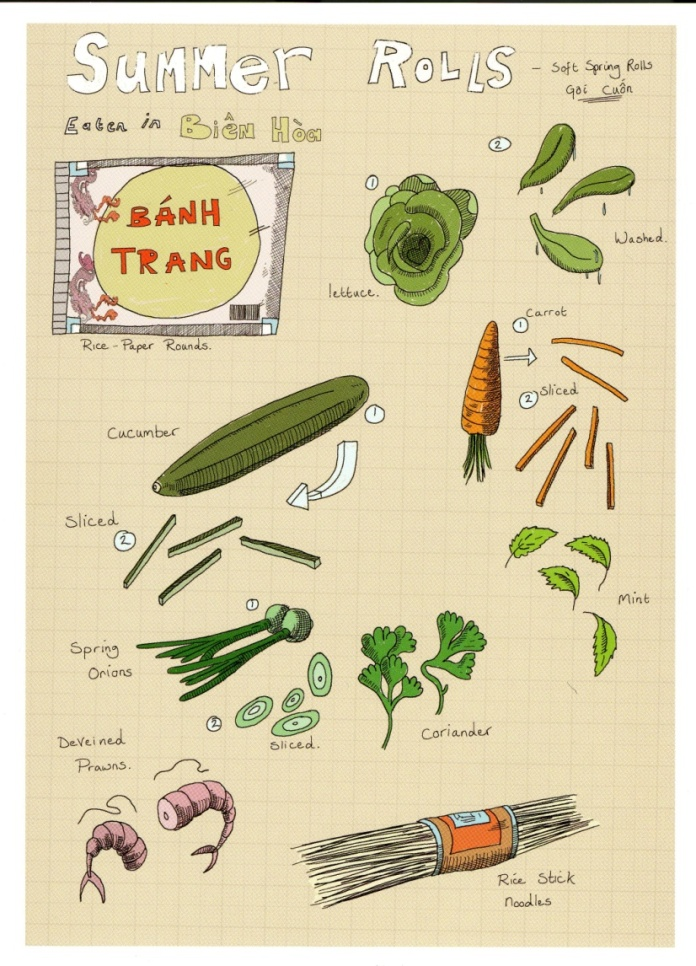 Summer Rolls - Soft Spring Rolls
Gõi Cuốn
Eaten in Biên Hòa
BÁNH
TRANG
Rice-Paper Rounds.
1
lettuce.
2
Washed.
Carrot
1
2 Sliced
Cucumber
1
Sliced
2
Mint
Spring
Onions
1
2
Sliced.
Coriander
Deveined
Prawns.
Rice Stick
Noodles